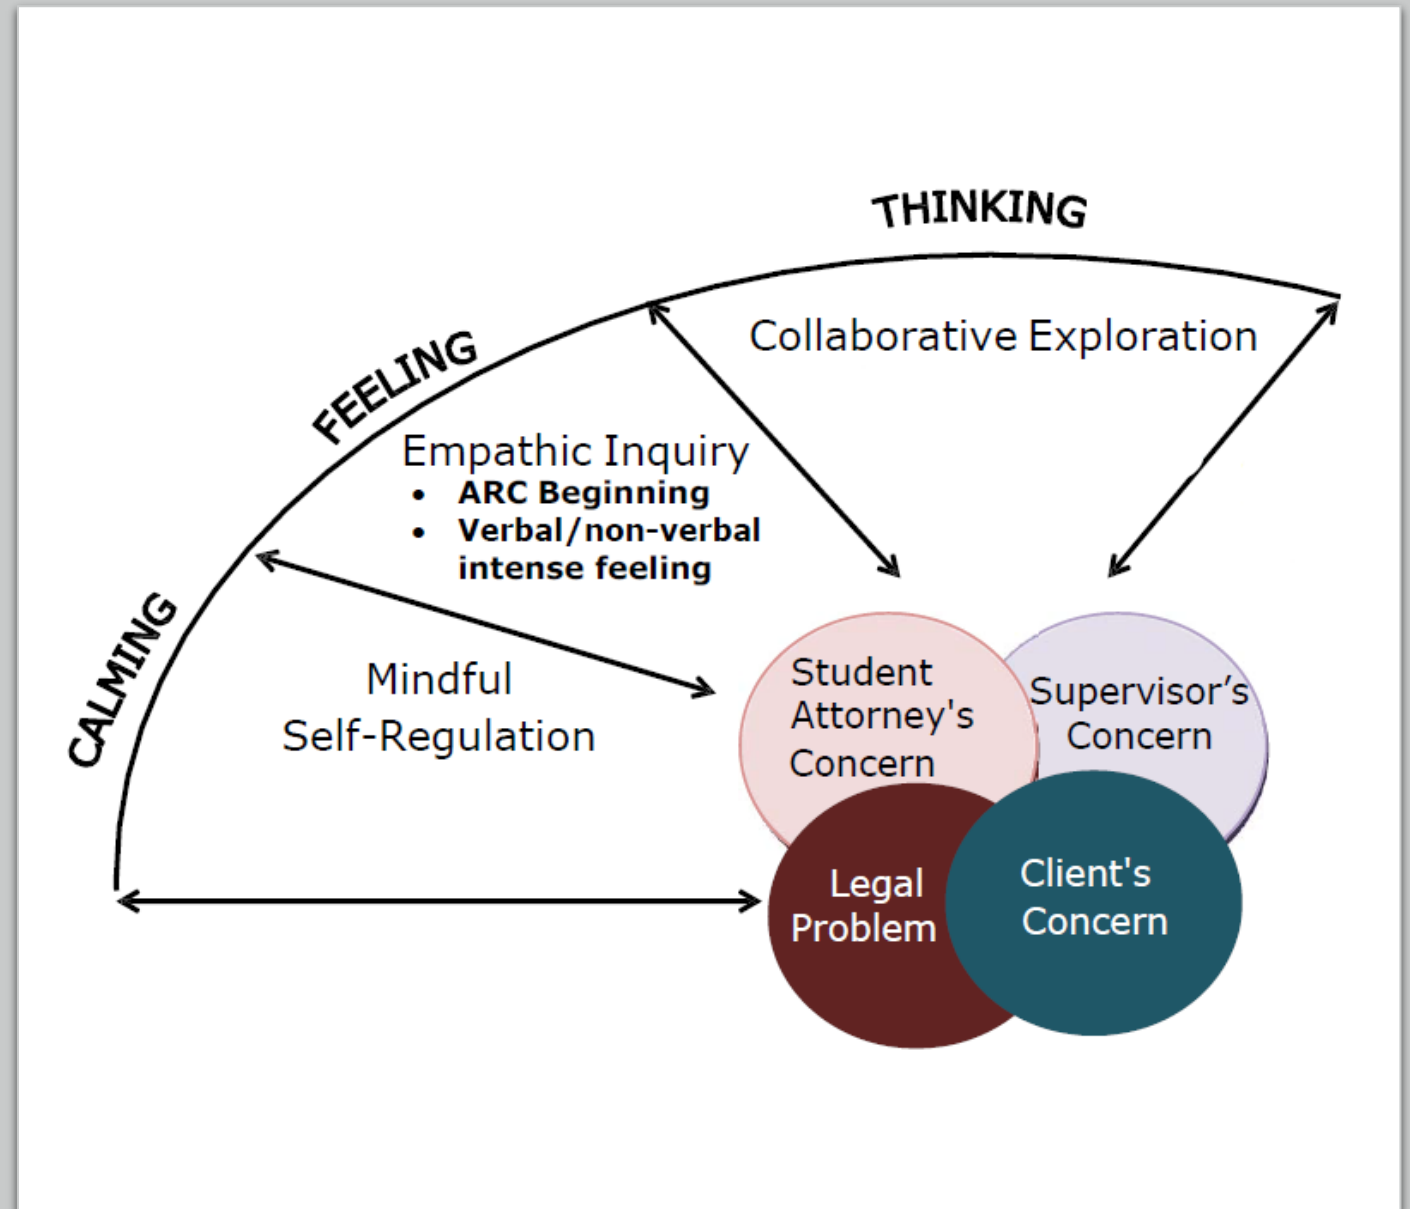 THINKING
Collaborative Exploration
FEELING
Empathic Inquiry
• ARC Beginning
• Verbal/non-verbal
intense feeling
CALMING
Mindful
Self-Regulation
Student
Attorney's
Concern
Supervisor’s
Concern
Legal
Problem
Client's
Concern